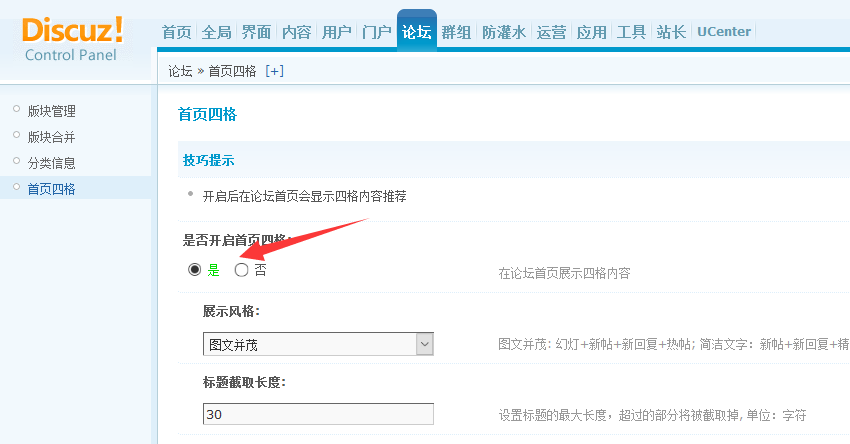 Discuz!
Control Panel
首页 全局 界面 内容 用户 门户 论坛 群组 防灌水 运营 应用 工具 站长 UCenter
论坛 » 首页四格 [+]
版块管理
版块合并
分类信息
首页四格
首页四格
技巧提示
开启后在论坛首页会显示四格内容推荐
是否开启首页四格:
是 否 在论坛首页展示四格内容
展示风格:
图文并茂 图文并茂: 幻灯+新帖+新回复+热帖; 简洁文字: 新帖+新回复+精
标题截取长度:
30 设置标题的最大长度，超过的部分将被截取掉, 单位: 字符